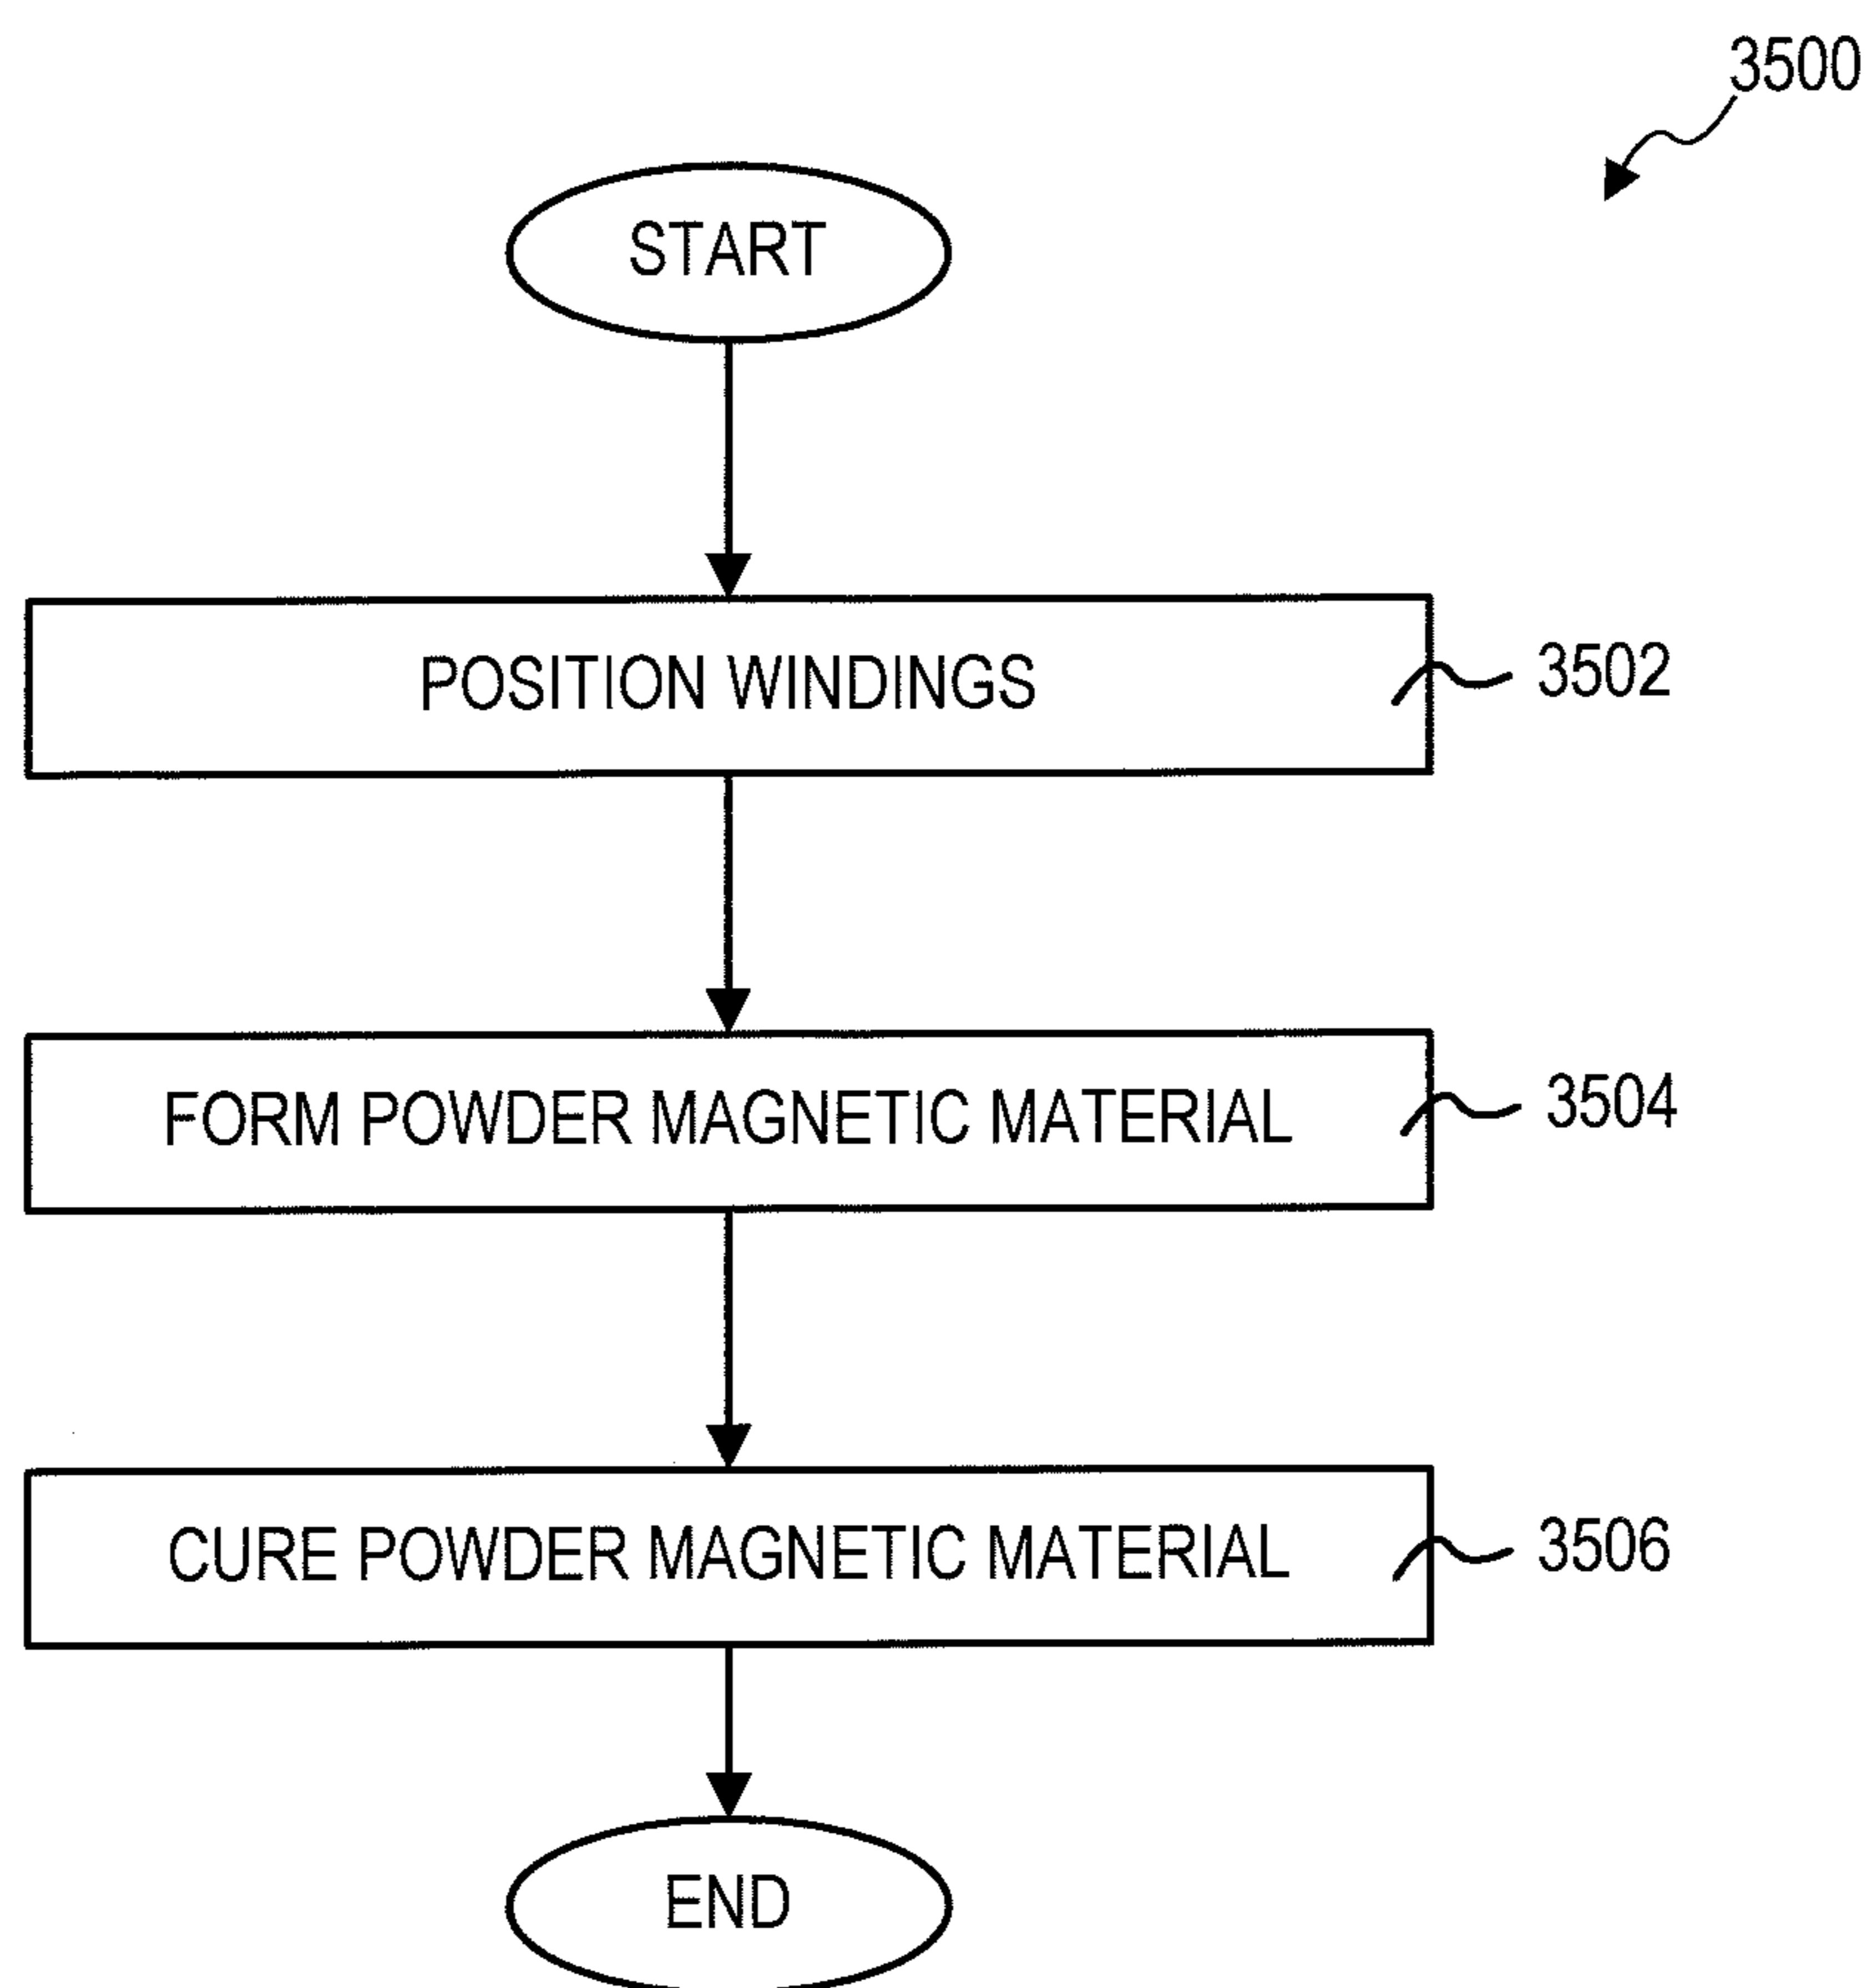 3500
START
POSITION WINDINGS
3502
FORM POWDER MAGNETIC MATERIAL
3504
CURE POWDER MAGNETIC MATERIAL
3506
END